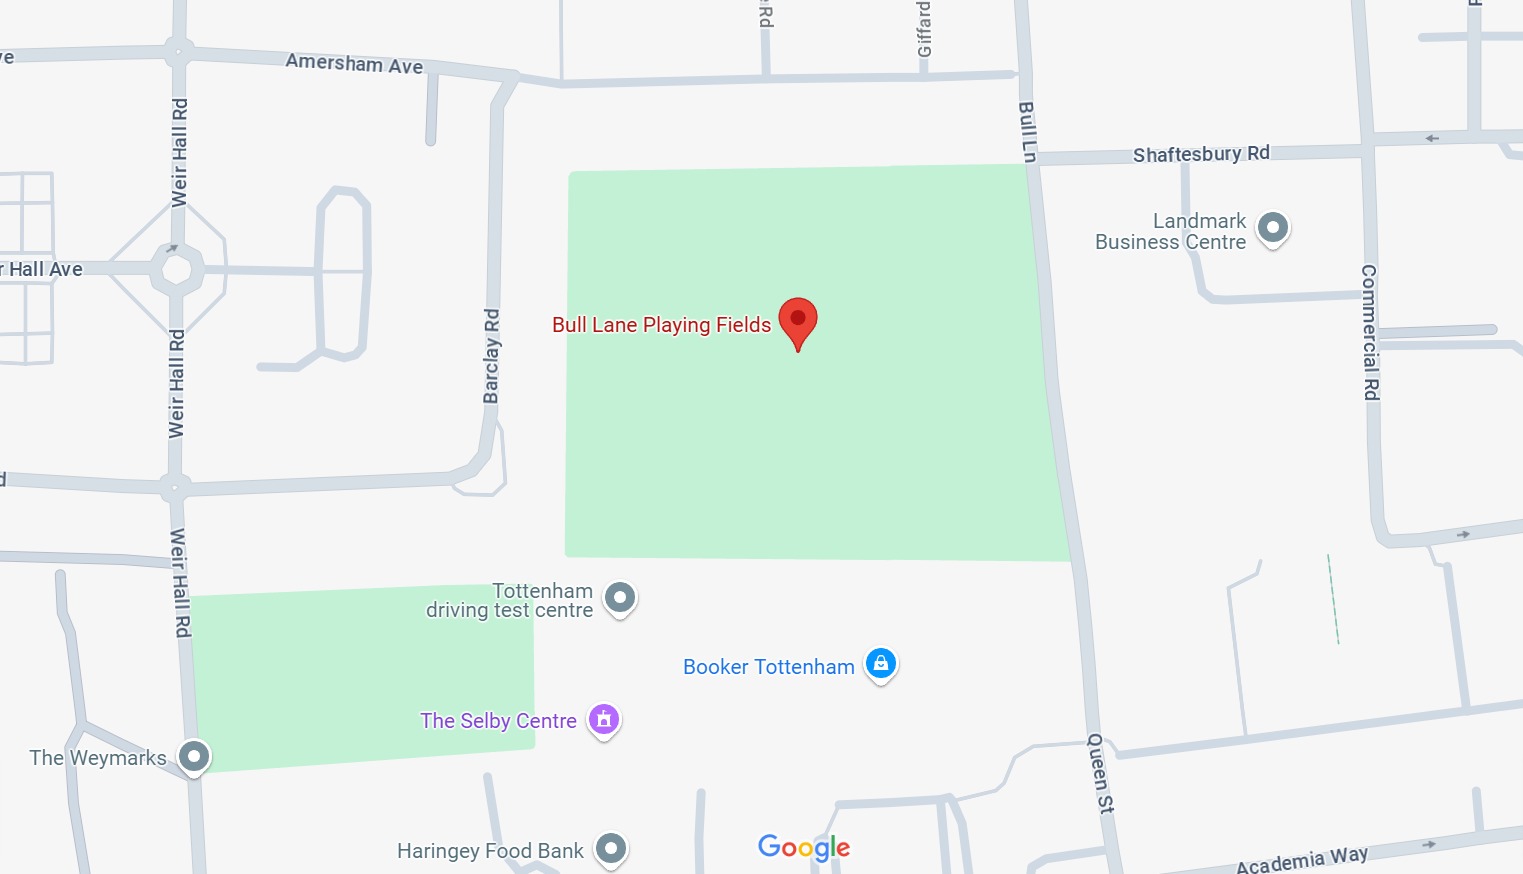 Amersham Ave
Giffard
Rd
Weir Hall Rd
Bull Ln
Shaftesbury Rd
Landmark
Business Centre
Hall Ave
Commercial Rd
Barclay Rd
Bull Lane Playing Fields
Weir Hall Rd
Weir Hall Rd
Tottenham
driving test centre
Booker Tottenham
The Selby Centre
The Weymarks
Queen St
Haringey Food Bank
Google
Academia Way